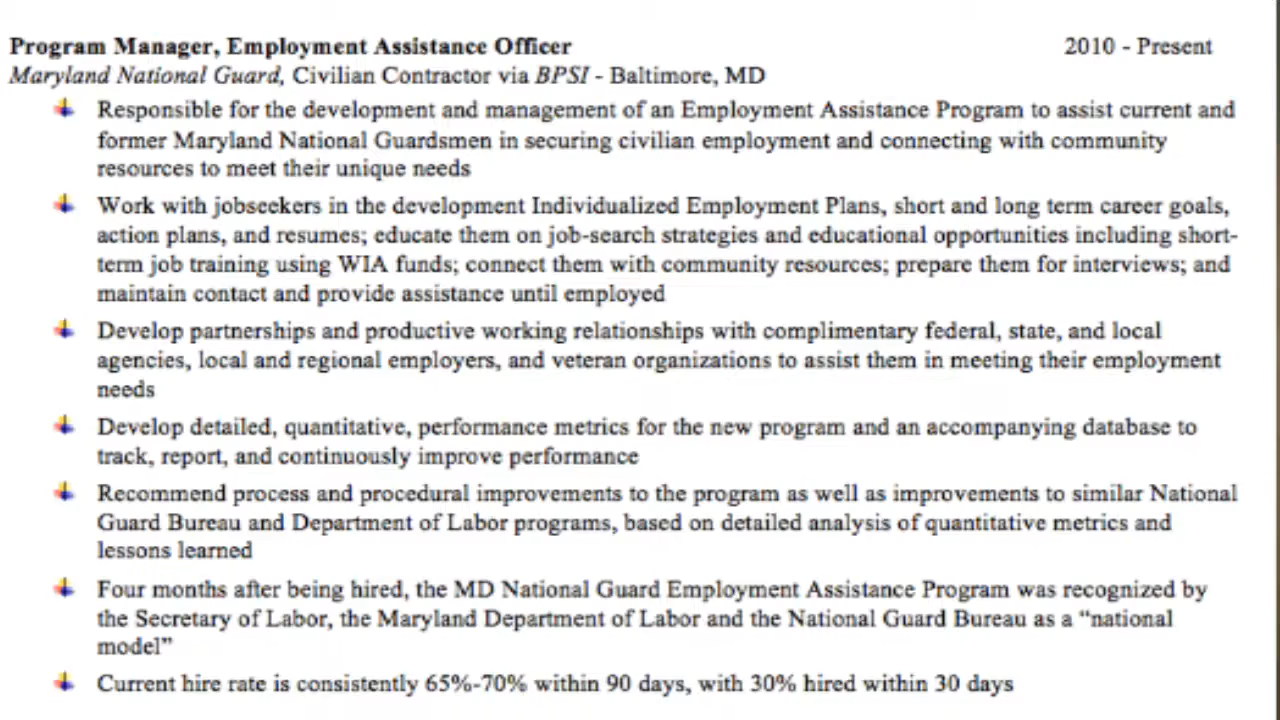 Program Manager, Employment Assistance Officer 2010 - Present
Maryland National Guard, Civilian Contractor via BPSI - Baltimore, MD
Responsible for the development and management of an Employment Assistance Program to assist current and
former Maryland National Guardsmen in securing civilian employment and connecting with community
resources to meet their unique needs
Work with jobseekers in the development Individualized Employment Plans, short and long term career goals,
action plans, and resumes; educate them on job-search strategies and educational opportunities including short-
term job training using WIA funds; connect them with community resources; prepare them for interviews; and
maintain contact and provide assistance until employed
Develop partnerships and productive working relationships with complimentary federal, state, and local
agencies, local and regional employers, and veteran organizations to assist them in meeting their employment
needs
Develop detailed, quantitative, performance metrics for the new program and an accompanying database to
track, report, and continuously improve performance
Recommend process and procedural improvements to the program as well as improvements to similar National
Guard Bureau and Department of Labor programs, based on detailed analysis of quantitative metrics and
lessons learned
Four months after being hired, the MD National Guard Employment Assistance Program was recognized by
the Secretary of Labor, the Maryland Department of Labor and the National Guard Bureau as a “national
model”
Current hire rate is consistently 65%-70% within 90 days, with 30% hired within 30 days